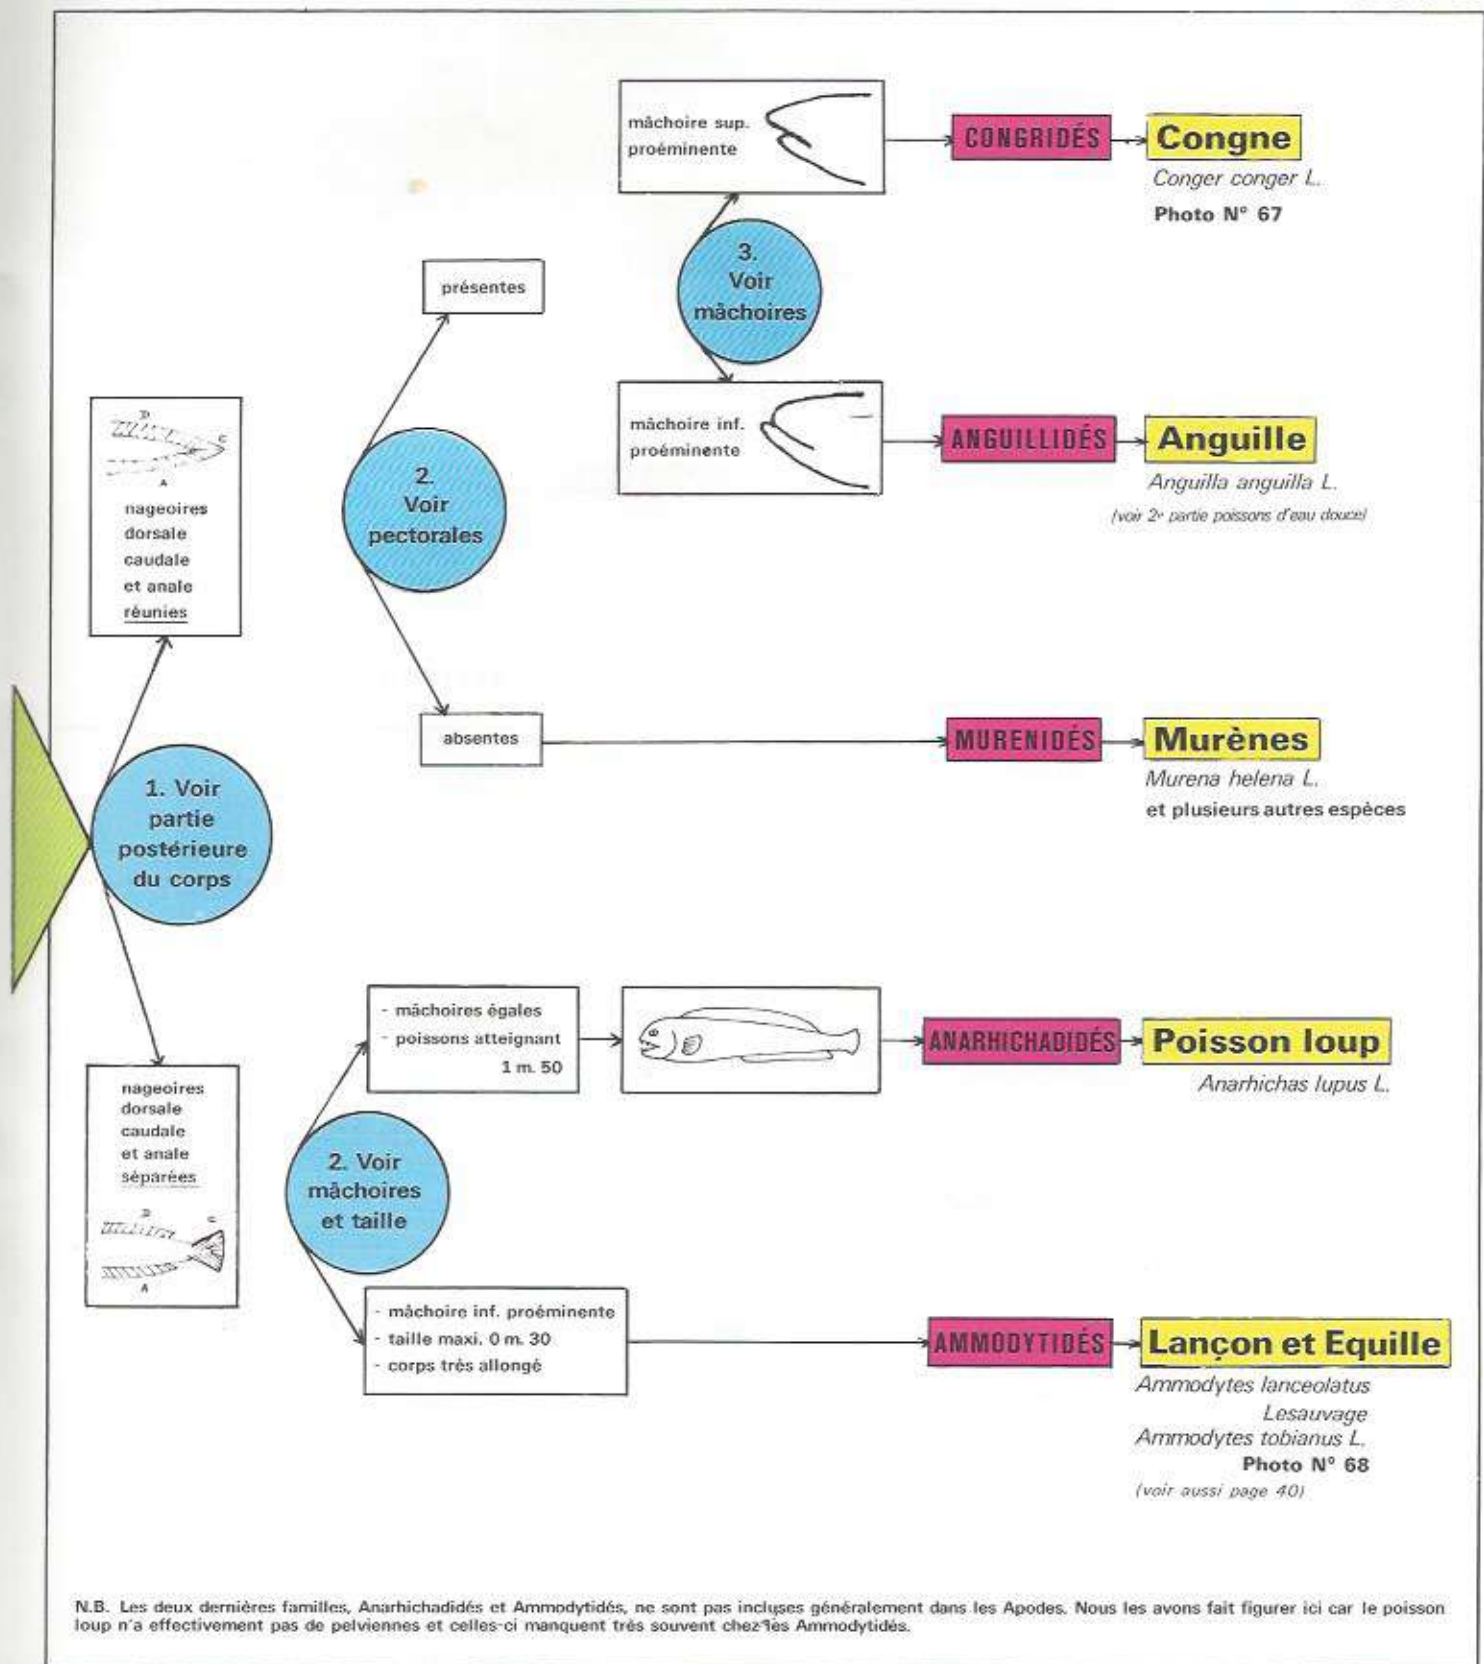 mâchoire sup.
proéminente
CONGRIDÉS
Congne
Conger conger L.
Photo N° 67
3.
Voir
mâchoires
présentes
mâchoire inf.
proéminente
ANGUILLIDÉS
Anguille
Anguilla anguilla L.
(voir 2e partie poissons d'eau douce)
D
C
A
nageoires
dorsale
caudale
et anale
réunies
2.
Voir
pectorales
absentes
MURENIDÉS
Murènes
Murena helena L.
et plusieurs autres espèces
1. Voir
partie
postérieure
du corps
- mâchoires égales
- poissons atteignant
1 m. 50
ANARHICHADIDÉS
Poisson loup
Anarhichas lupus L.
nageoires
dorsale
caudale
et anale
séparées
D
C
A
2. Voir
mâchoires
et taille
- mâchoire inf. proéminente
- taille maxi. 0 m. 30
- corps très allongé
AMMODYTIDÉS
Lançon et Equille
Ammodytes lanceolatus
Lesauvage
Ammodytes tobianus L.
Photo N° 68
(voir aussi page 40)
N.B. Les deux dernières familles, Anarhichadidés et Ammodytidés, ne sont pas incluses généralement dans les Apodes. Nous les avons fait figurer ici car le poisson
loup n'a effectivement pas de pelviennes et celles-ci manquent très souvent chez les Ammodytidés.